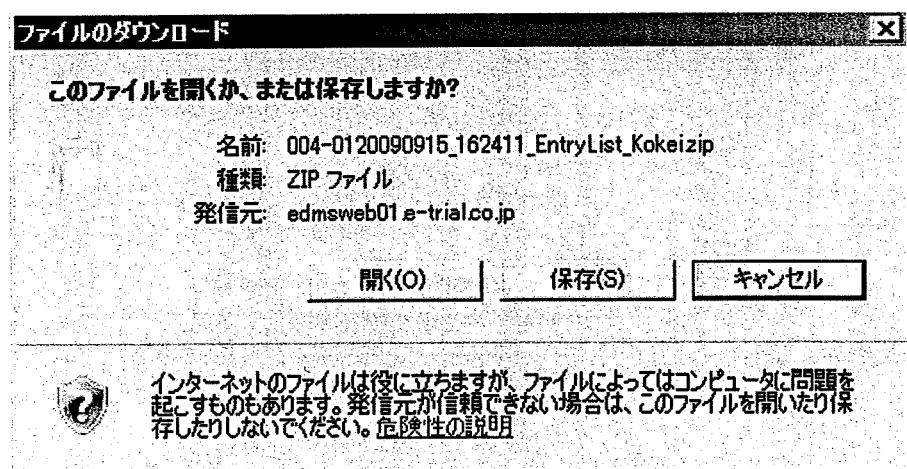 ファイルのダウンロード
このファイルを開くか、または保存しますか?
名前: 004-0120090915_162411_EntryList_Kokei.zip
種類: ZIP ファイル
発信元: edmsweb01.e-trial.co.jp
開く(O) 保存(S) キャンセル
インターネットのファイルは役に立ちますが、ファイルによってはコンピュータに問題を
起こすものもあります。発信元が信頼できない場合は、このファイルを開いたり保
存したりしないでください。危険性の説明